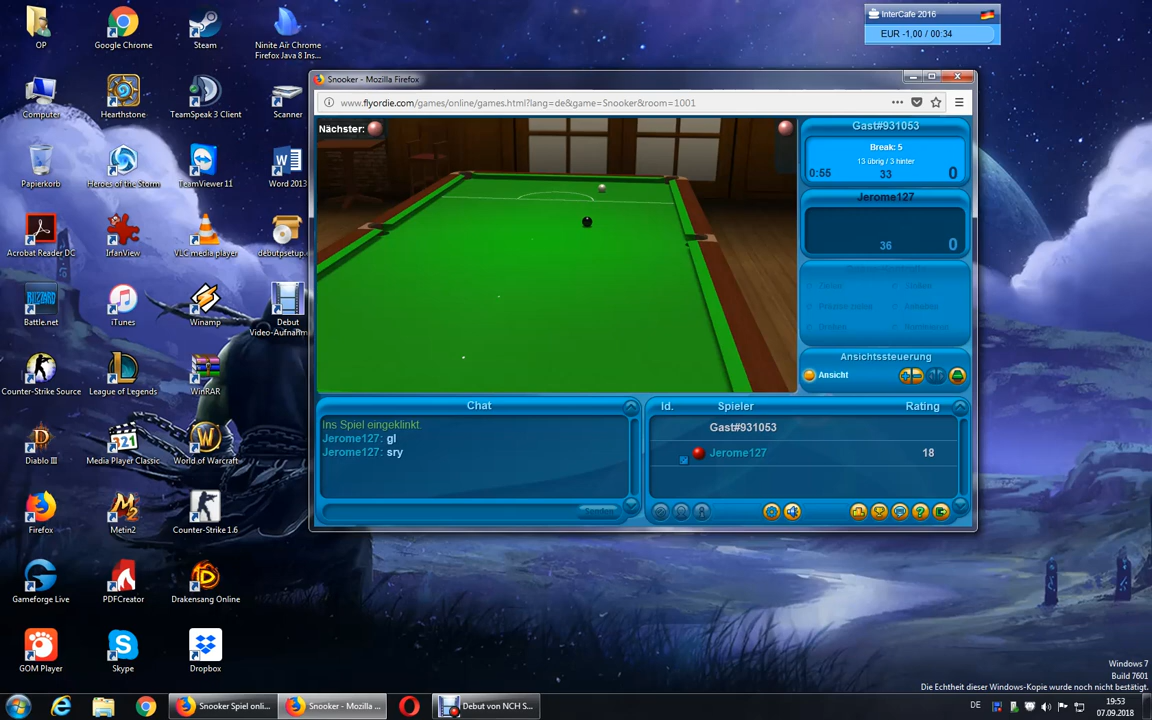 OP
Google Chrome
Steam
Ninite Air Chrome
Firefox Java 8 Ins...
InterCafe 2016
EUR -1,00 / 00:34
Computer
Hearthstone
TeamSpeak 3 Client
Scanner
Papierkorb
Heroes of the Storm
TeamViewer 11
Word 2013
Acrobat Reader DC
IrfanView
VLC media player
debutpsetup.
Battle.net
iTunes
Winamp
Debut
Video-Aufnahm
Counter-Strike Source
League of Legends
WinRAR
Diablo III
Media Player Classic
World of Warcraft
Firefox
Metin2
Counter-Strike 1.6
Gameforge Live
PDFCreator
Drakensang Online
GOM Player
Skype
Dropbox
Snooker - Mozilla Firefox
www.flyordie.com/games/online/games.html?lang=de&game=Snooker&room=1001
Nächster:
Gast#931053
Break: 5
13 übrig / 3 hinter
0:55 33 0
Jerome127
36 0
Ansichtssteuerung
Ansicht
Chat
Ins Spiel eingeklinkt.
Jerome127: gl
Jerome127: sry
Id. Spieler Rating
Gast#931053
Jerome127 18
Windows 7
Build 7601
Die Echtheit dieser Windows-Kopie wurde noch nicht bestätigt.
Snooker Spiel onli...
Snooker - Mozilla ...
Debut von NCH S...
DE
19:53
07.09.2018